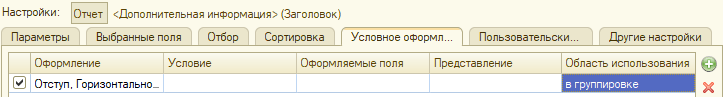 Настройки: Отчет <Дополнительная информация> (Заголовок)
Параметры Выбранные поля Отбор Сортировка Условное оформл... Пользовательски... Другие настройки
Оформление Условие Оформляемые поля Представление Область использования
Отступ, Горизонтально... в группировке